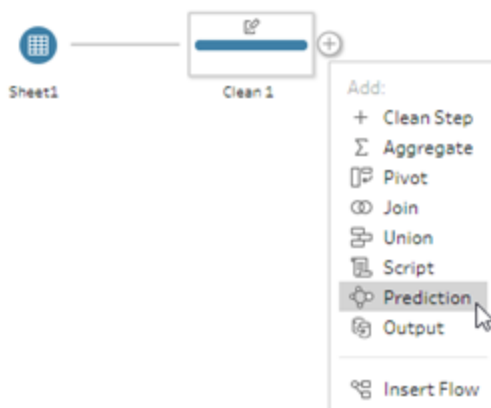 Sheet1
Clean 1
Add:
Clean Step
Aggregate
Pivot
Join
Union
Script
Prediction
Output
Insert Flow